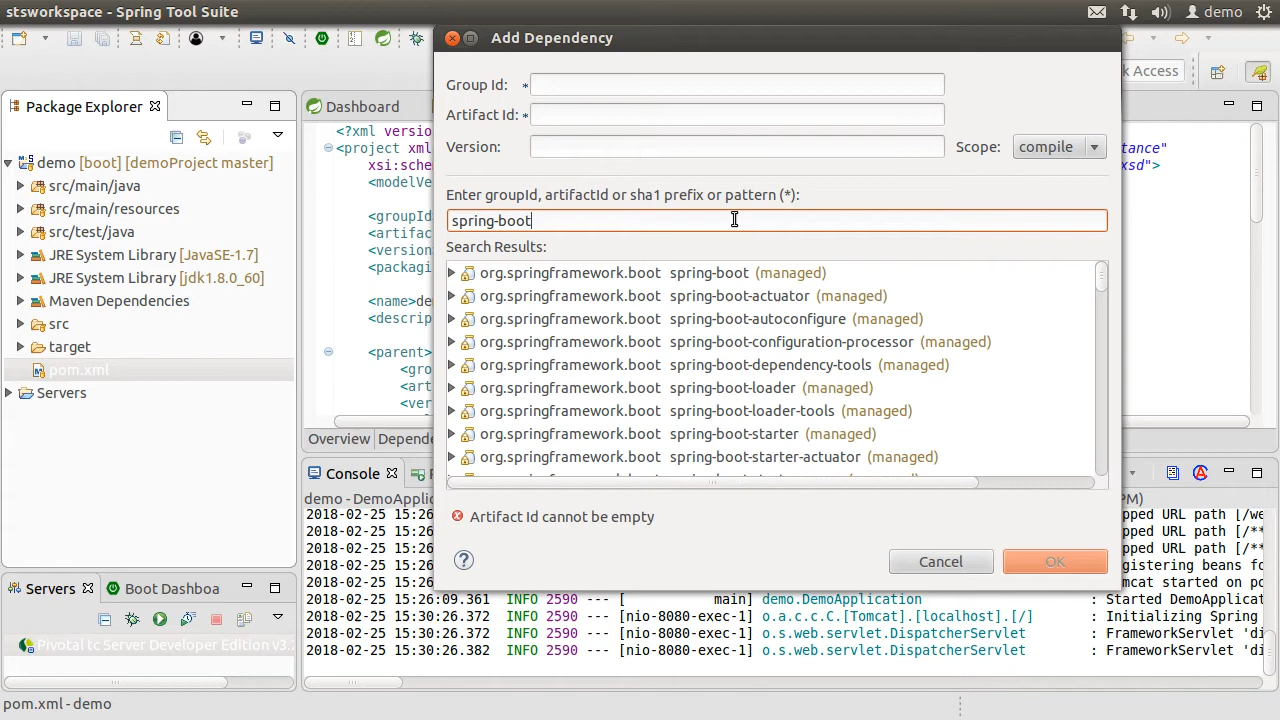 stsworkspace - Spring Tool Suite
demo
Add Dependency
k Access
Package Explorer
Dashboard
Group Id: *
Artifact Id: *
Version:
Scope: compile
Enter groupId, artifactId or sha1 prefix or pattern (*):
spring-boot
Search Results:
org.springframework.boot spring-boot (managed)
org.springframework.boot spring-boot-actuator (managed)
org.springframework.boot spring-boot-autoconfigure (managed)
org.springframework.boot spring-boot-configuration-processor (managed)
org.springframework.boot spring-boot-dependency-tools (managed)
org.springframework.boot spring-boot-loader (managed)
org.springframework.boot spring-boot-loader-tools (managed)
org.springframework.boot spring-boot-starter (managed)
org.springframework.boot spring-boot-starter-actuator (managed)
Artifact Id cannot be empty
Cancel
OK
demo [boot] [demoProject master]
src/main/java
src/main/resources
src/test/java
JRE System Library [JavaSE-1.7]
JRE System Library [jdk1.8.0_60]
Maven Dependencies
src
target
pom.xml
Servers
<?xml version
<project xml
xsi:sche
<modelVe
<groupId
<artifac
<version
<packagi
<name>de
<descrip
<parent>
<gro
<art
<ver
tance"
xsd">
Overview
Depende
Console
demo - DemoApplic
PM)
2018-02-25 15:26
pped URL path [/we
2018-02-25 15:26
pped URL path [/**
2018-02-25 15:26
pped URL path [/**
2018-02-25 15:26
gistering beans fo
2018-02-25 15:26
mcat started on po
2018-02-25 15:26:09.361 INFO 2590 --- [ main] demo.DemoApplication : Started DemoApplic
2018-02-25 15:30:26.372 INFO 2590 --- [nio-8080-exec-1] o.a.c.c.C.[Tomcat].[localhost].[/] : Initializing Spring
2018-02-25 15:30:26.372 INFO 2590 --- [nio-8080-exec-1] o.s.web.servlet.DispatcherServlet : FrameworkServlet 'di
2018-02-25 15:30:26.382 INFO 2590 --- [nio-8080-exec-1] o.s.web.servlet.DispatcherServlet : FrameworkServlet 'di
Servers
Boot Dashboa
Pivotal tc Server Developer Edition v3.
pom.xml - demo